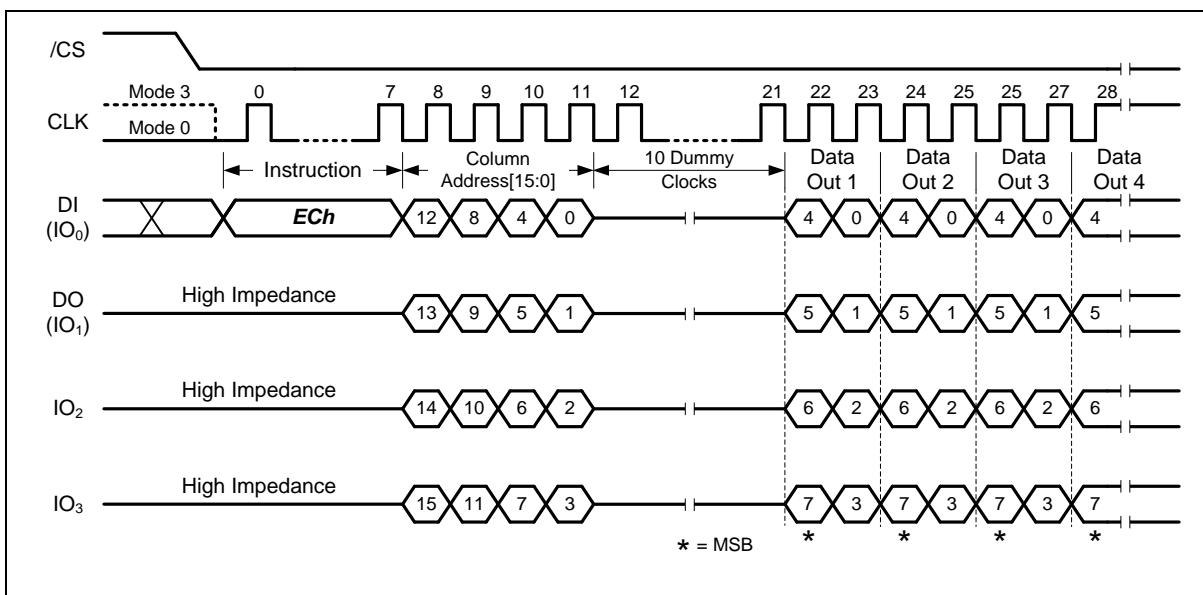 /CS
Mode 3 0 7 8 9 10 11 12 21 22 23 24 25 25 27 28
CLK
Mode 0
Instruction Column Address[15:0] 10 Dummy Clocks Data Out 1 Data Out 2 Data Out 3 Data Out 4
DI (IO0) ECh 12 8 4 0 4 0 4 0 4 0 4
High Impedance
DO (IO1) 13 9 5 1 5 1 5 1 5 1 5
High Impedance
IO2 14 10 6 2 6 2 6 2 6 2 6
High Impedance
IO3 15 11 7 3 7 3 7 3 7 3 7
* * * *
* = MSB